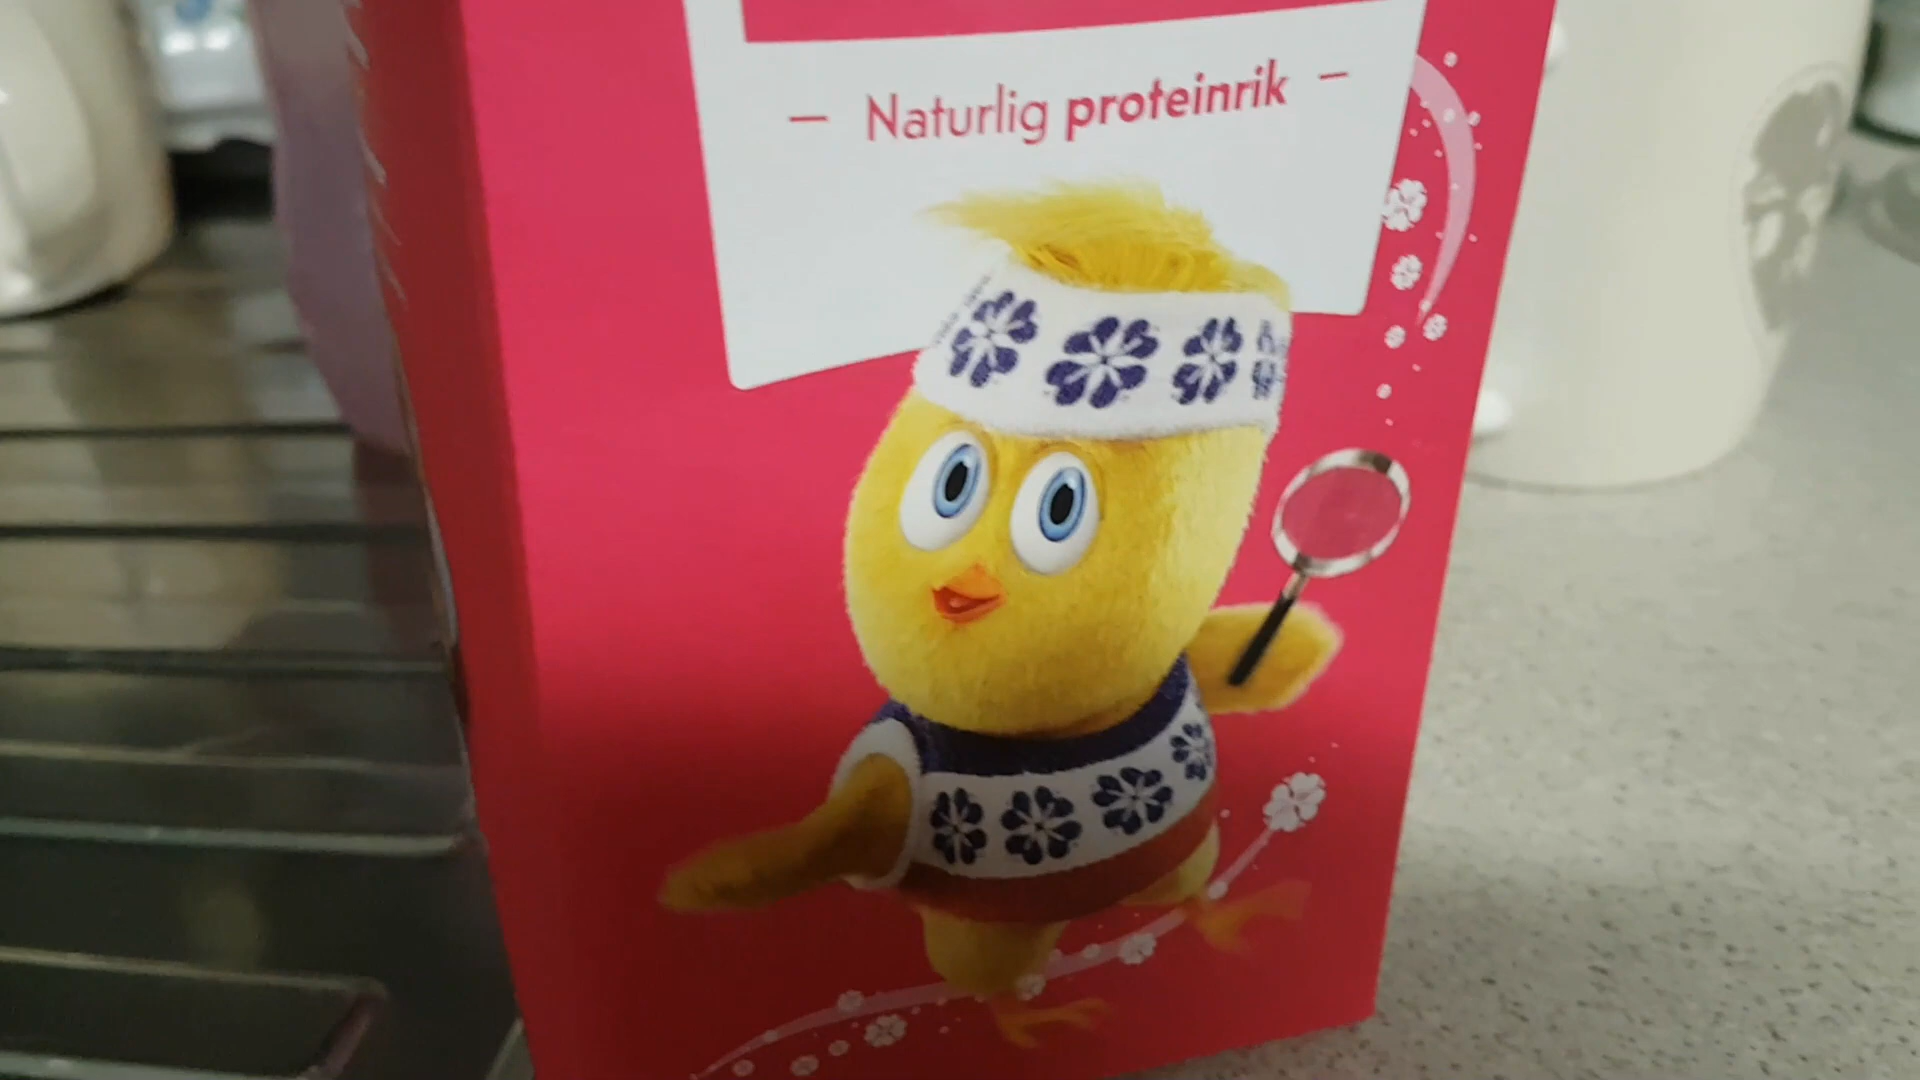 – Naturlig proteinrik –